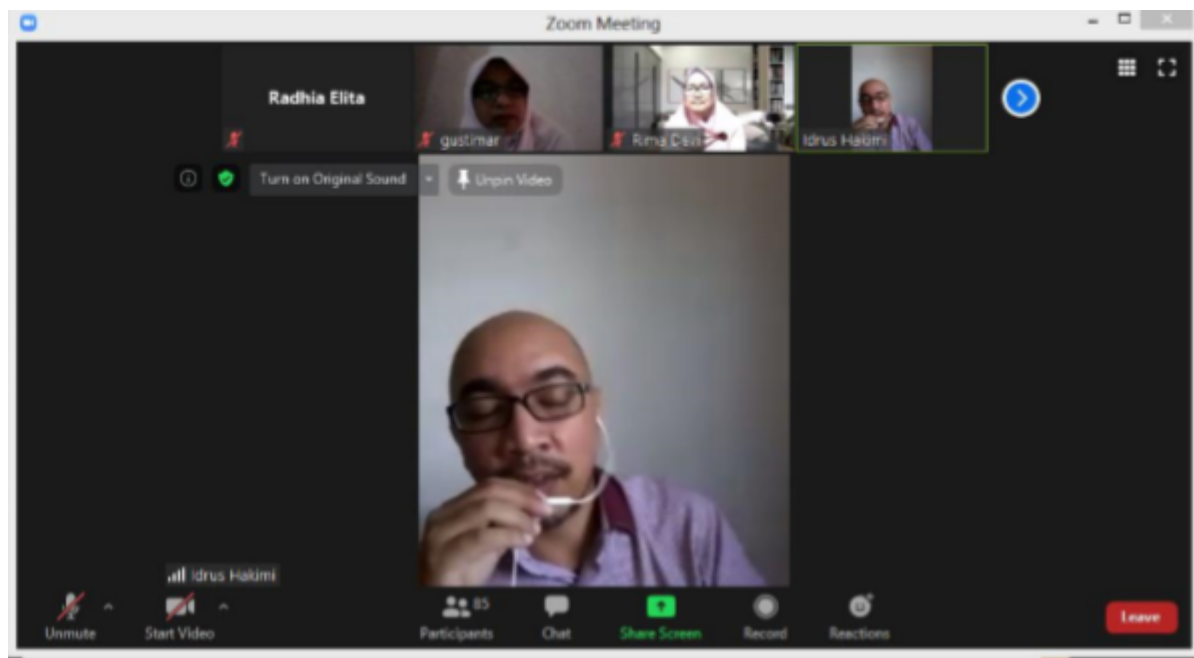 Zoom Meeting
Radhia Elita
gustimar
Rima Devi
Idrus Hakimi
Turn on Original Sound
Unpin Video
Idrus Hakimi
Unmute
Start Video
85
Participants
Chat
Share Screen
Record
Reactions
Leave